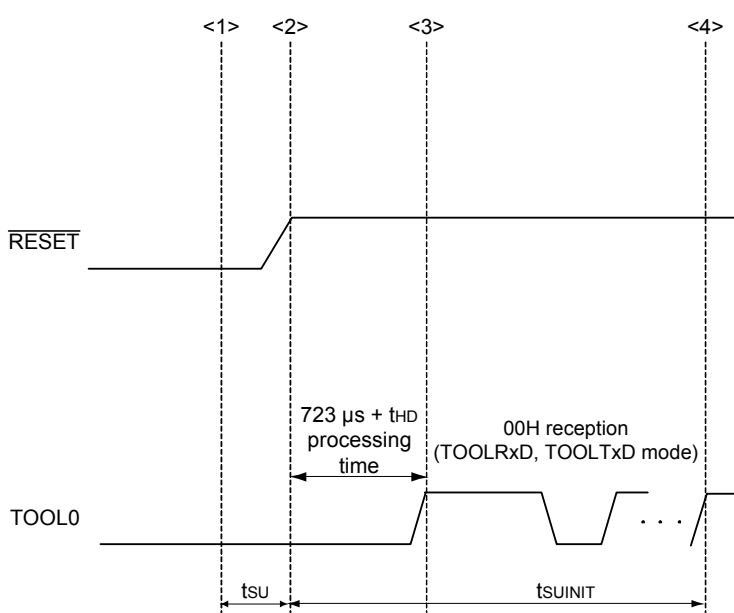 <1>
<2>
<3>
<4>
RESET
723 µs + tHD
processing
time
00H reception
(TOOLRxD, TOOLTxD mode)
TOOL0
. . .
tSU
tSUINIT